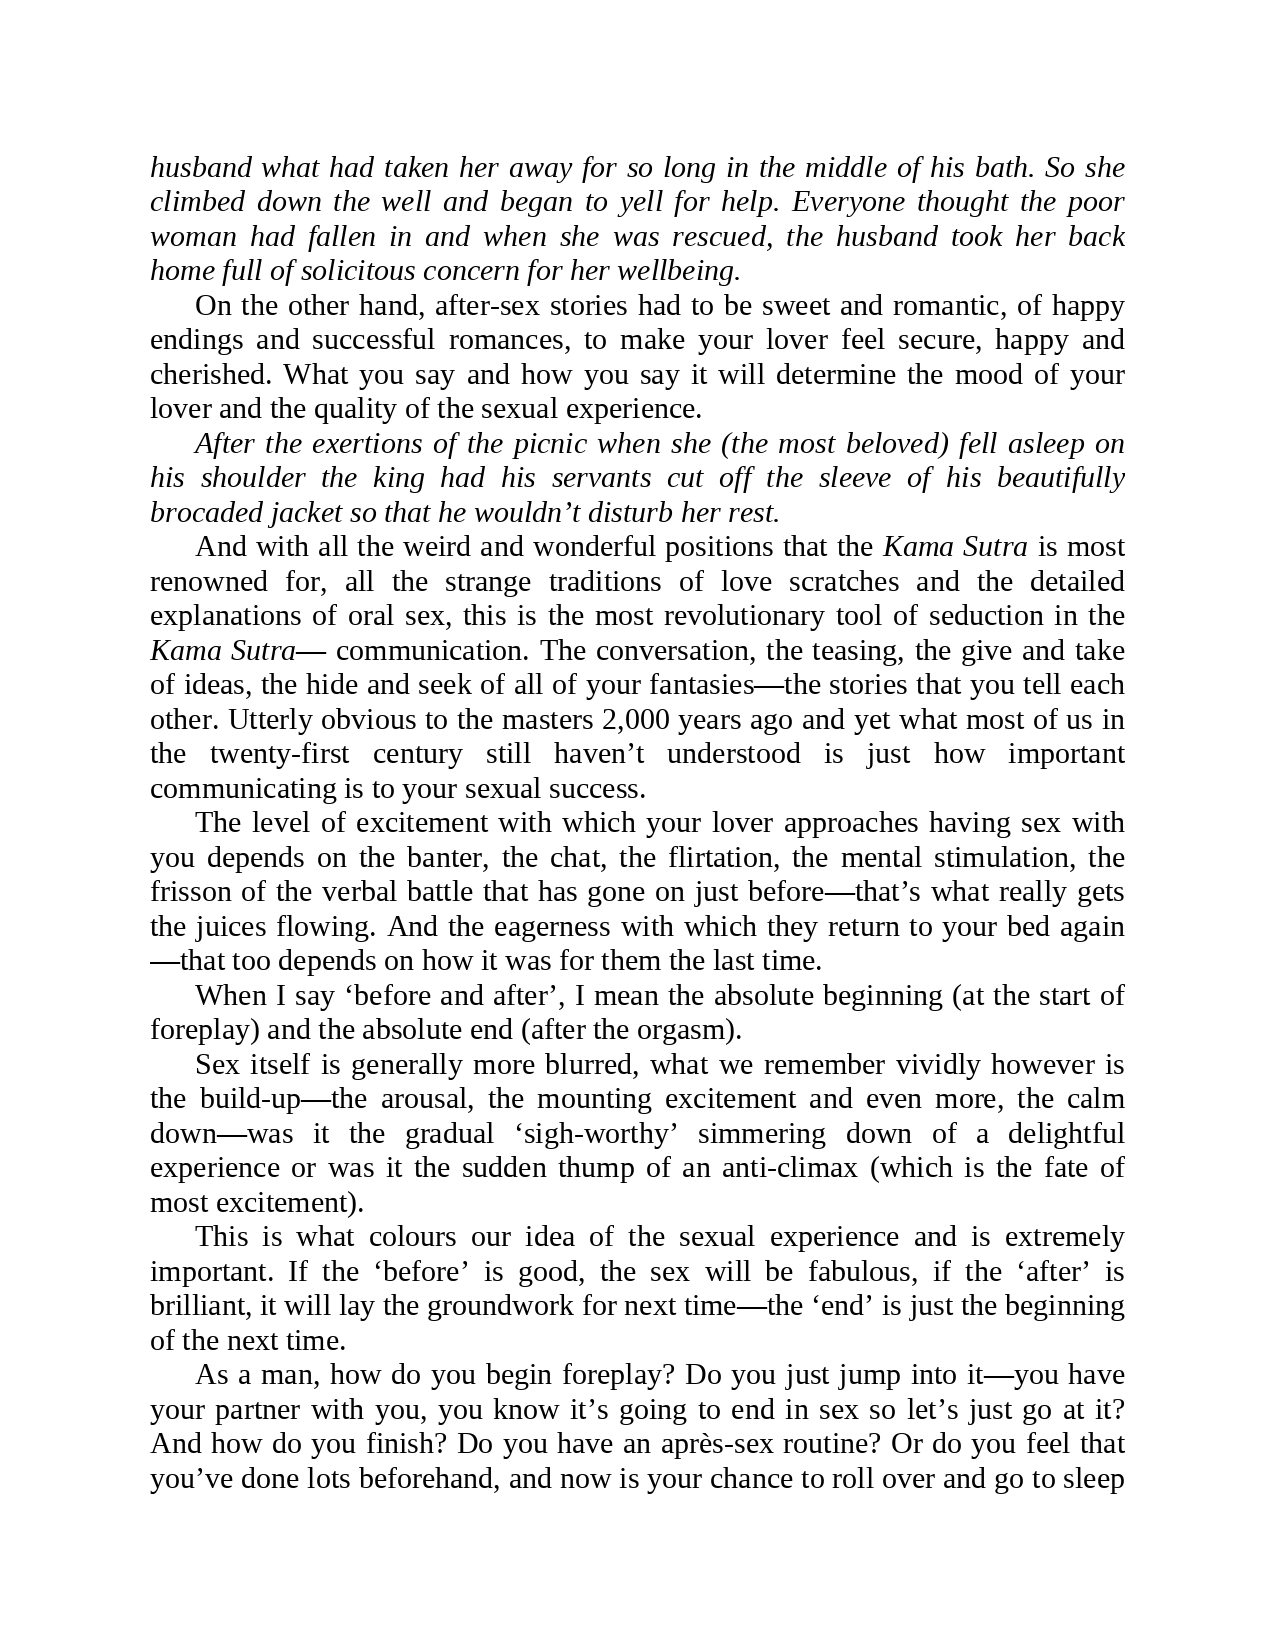 husband what had taken her away for so long in the middle of his bath. So she
climbed down the well and began to yell for help. Everyone thought the poor
woman had fallen in and when she was rescued, the husband took her back
home full of solicitous concern for her wellbeing.
On the other hand, after-sex stories had to be sweet and romantic, of happy
endings and successful romances, to make your lover feel secure, happy and
cherished. What you say and how you say it will determine the mood of your
lover and the quality of the sexual experience.
After the exertions of the picnic when she (the most beloved) fell asleep on
his shoulder the king had his servants cut off the sleeve of his beautifully
brocaded jacket so that he wouldn’t disturb her rest.
And with all the weird and wonderful positions that the Kama Sutra is most
renowned for, all the strange traditions of love scratches and the detailed
explanations of oral sex, this is the most revolutionary tool of seduction in the
Kama Sutra— communication. The conversation, the teasing, the give and take
of ideas, the hide and seek of all of your fantasies—the stories that you tell each
other. Utterly obvious to the masters 2,000 years ago and yet what most of us in
the twenty-first century still haven’t understood is just how important
communicating is to your sexual success.
The level of excitement with which your lover approaches having sex with
you depends on the banter, the chat, the flirtation, the mental stimulation, the
frisson of the verbal battle that has gone on just before—that’s what really gets
the juices flowing. And the eagerness with which they return to your bed again
—that too depends on how it was for them the last time.
When I say ‘before and after’, I mean the absolute beginning (at the start of
foreplay) and the absolute end (after the orgasm).
Sex itself is generally more blurred, what we remember vividly however is
the build-up—the arousal, the mounting excitement and even more, the calm
down—was it the gradual ‘sigh-worthy’ simmering down of a delightful
experience or was it the sudden thump of an anti-climax (which is the fate of
most excitement).
This is what colours our idea of the sexual experience and is extremely
important. If the ‘before’ is good, the sex will be fabulous, if the ‘after’ is
brilliant, it will lay the groundwork for next time—the ‘end’ is just the beginning
of the next time.
As a man, how do you begin foreplay? Do you just jump into it—you have
your partner with you, you know it’s going to end in sex so let’s just go at it?
And how do you finish? Do you have an après-sex routine? Or do you feel that
you’ve done lots beforehand, and now is your chance to roll over and go to sleep